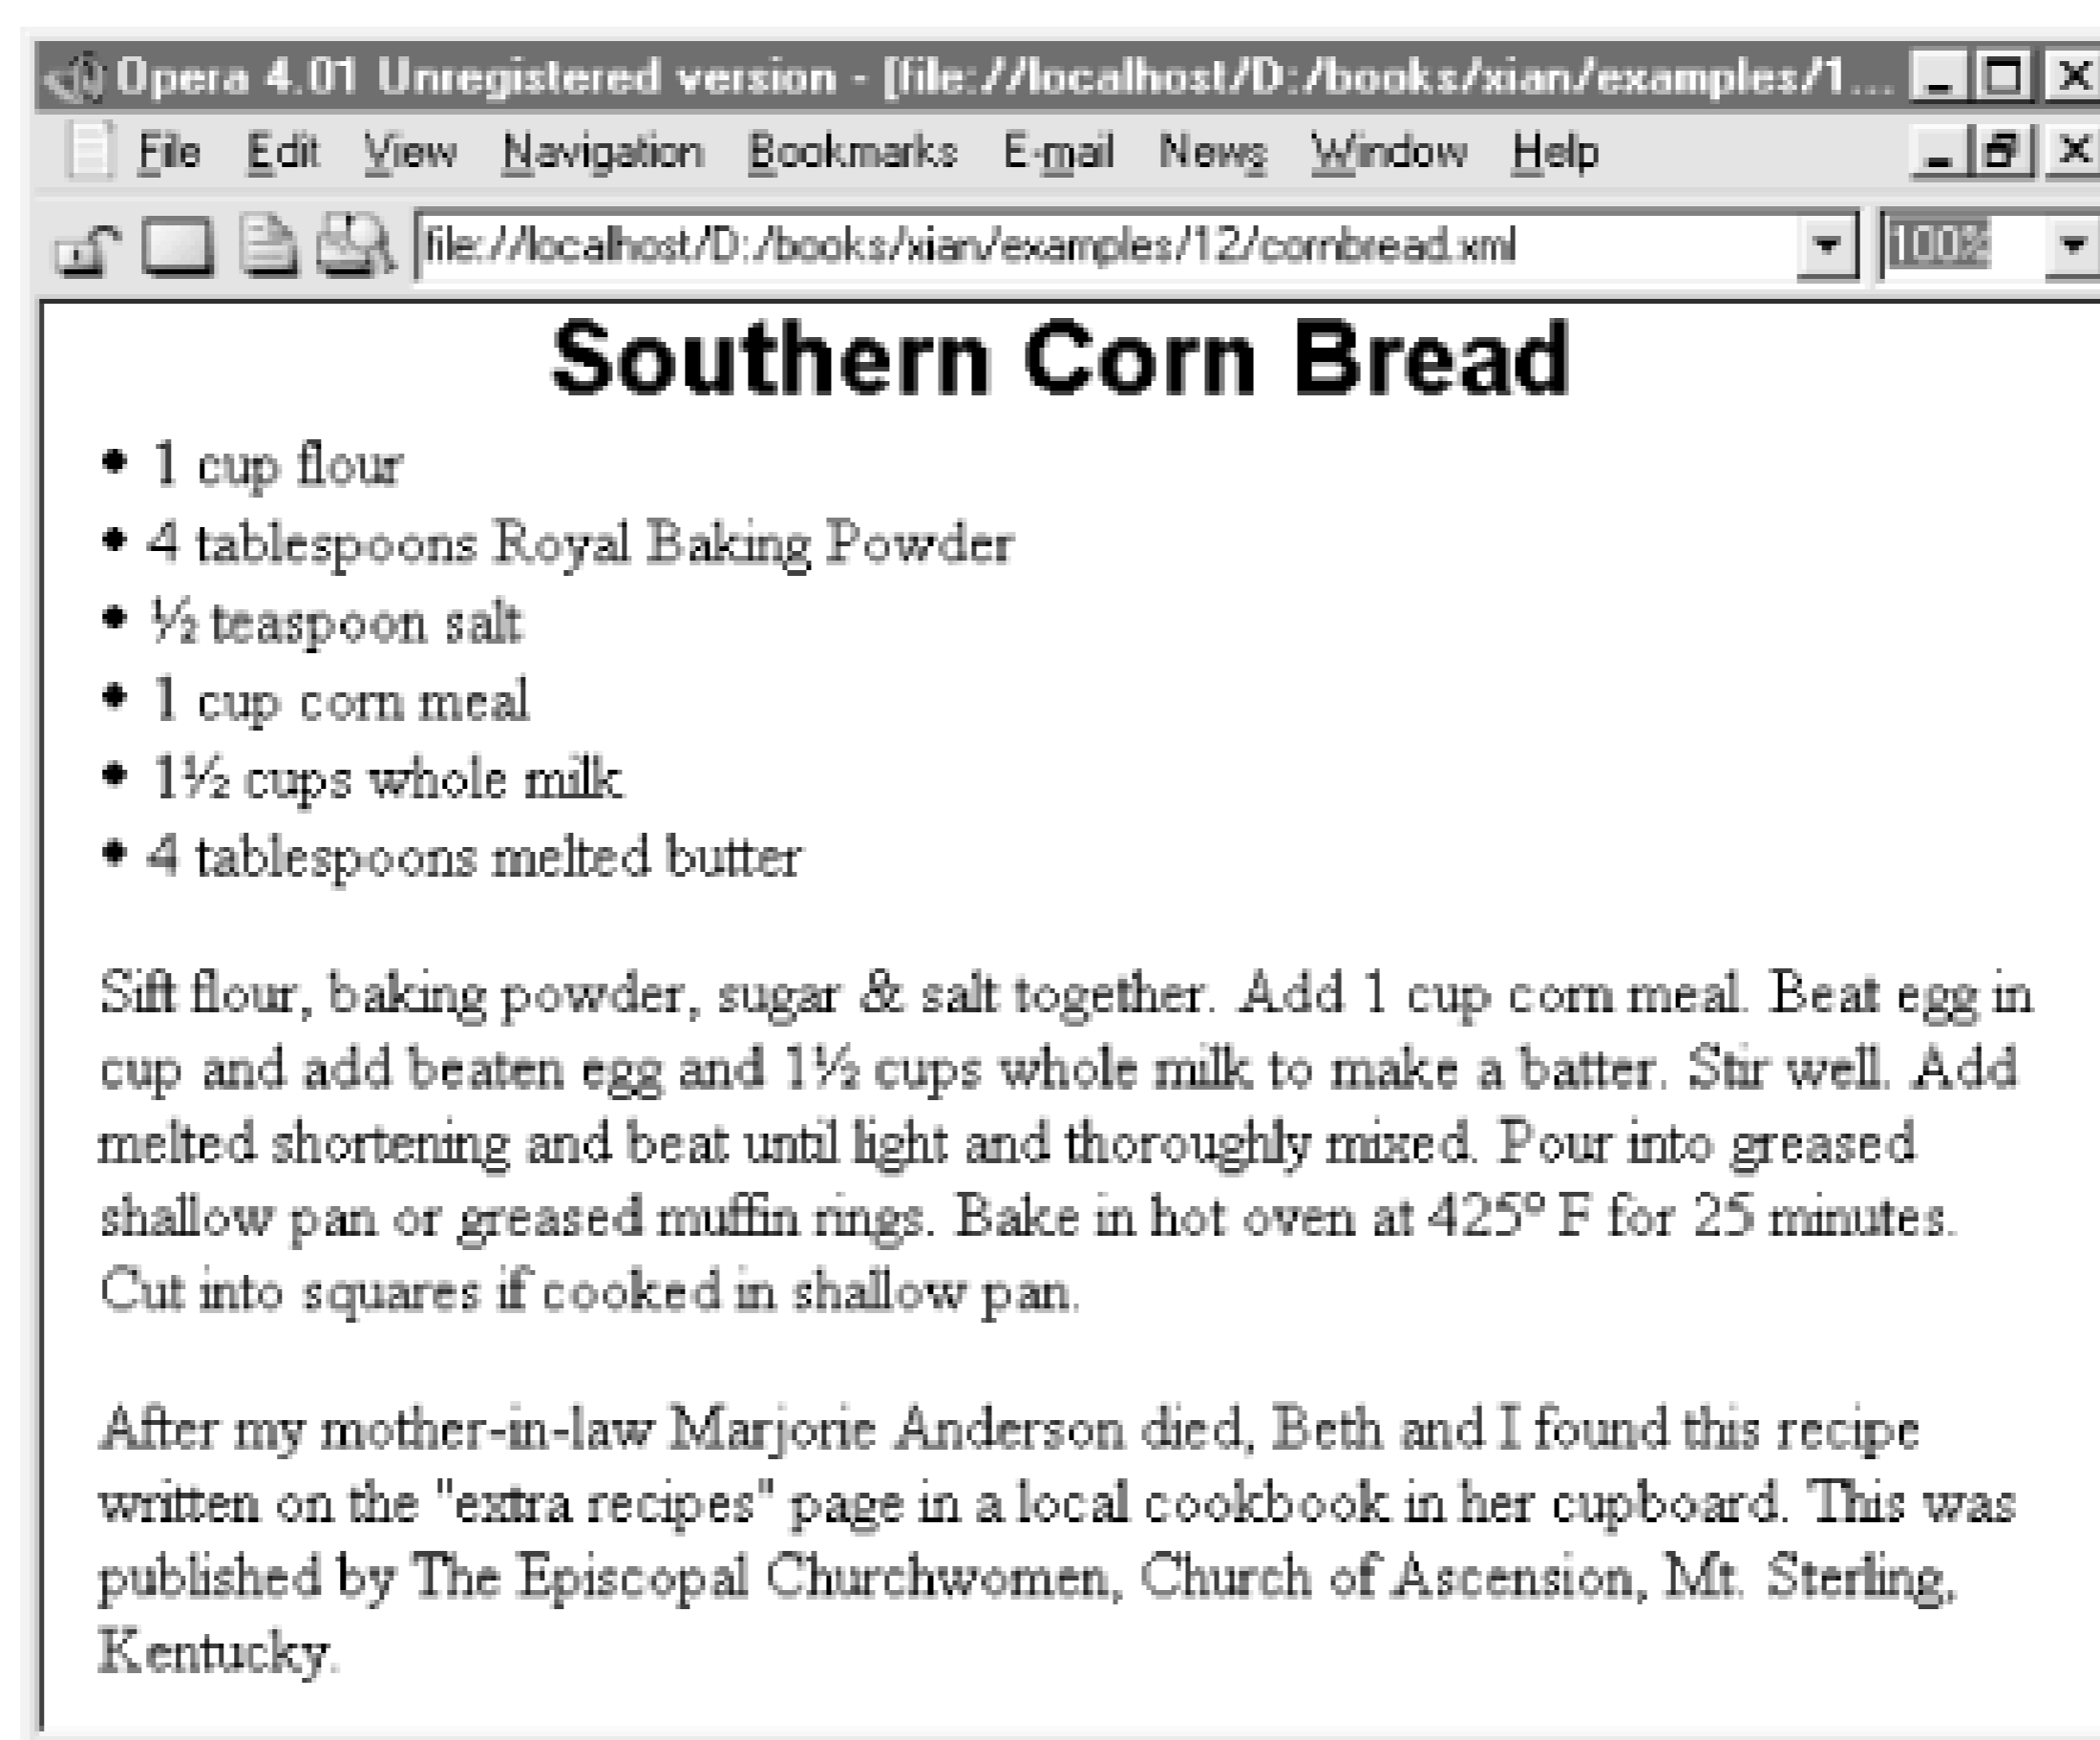 Opera 4.01 Unregistered version - [file://localhost/D:/books/xian/examples/1...
File Edit View Navigation Bookmarks E-mail News Window Help
file://localhost/D:/books/xian/examples/12/cornbread.xml 100%
Southern Corn Bread
• 1 cup flour
• 4 tablespoons Royal Baking Powder
• ½ teaspoon salt
• 1 cup corn meal
• 1½ cups whole milk
• 4 tablespoons melted butter
Sift flour, baking powder, sugar & salt together. Add 1 cup corn meal. Beat egg in
cup and add beaten egg and 1½ cups whole milk to make a batter. Stir well. Add
melted shortening and beat until light and thoroughly mixed. Pour into greased
shallow pan or greased muffin rings. Bake in hot oven at 425º F for 25 minutes.
Cut into squares if cooked in shallow pan.
After my mother-in-law Marjorie Anderson died, Beth and I found this recipe
written on the "extra recipes" page in a local cookbook in her cupboard. This was
published by The Episcopal Churchwomen, Church of Ascension, Mt. Sterling,
Kentucky.